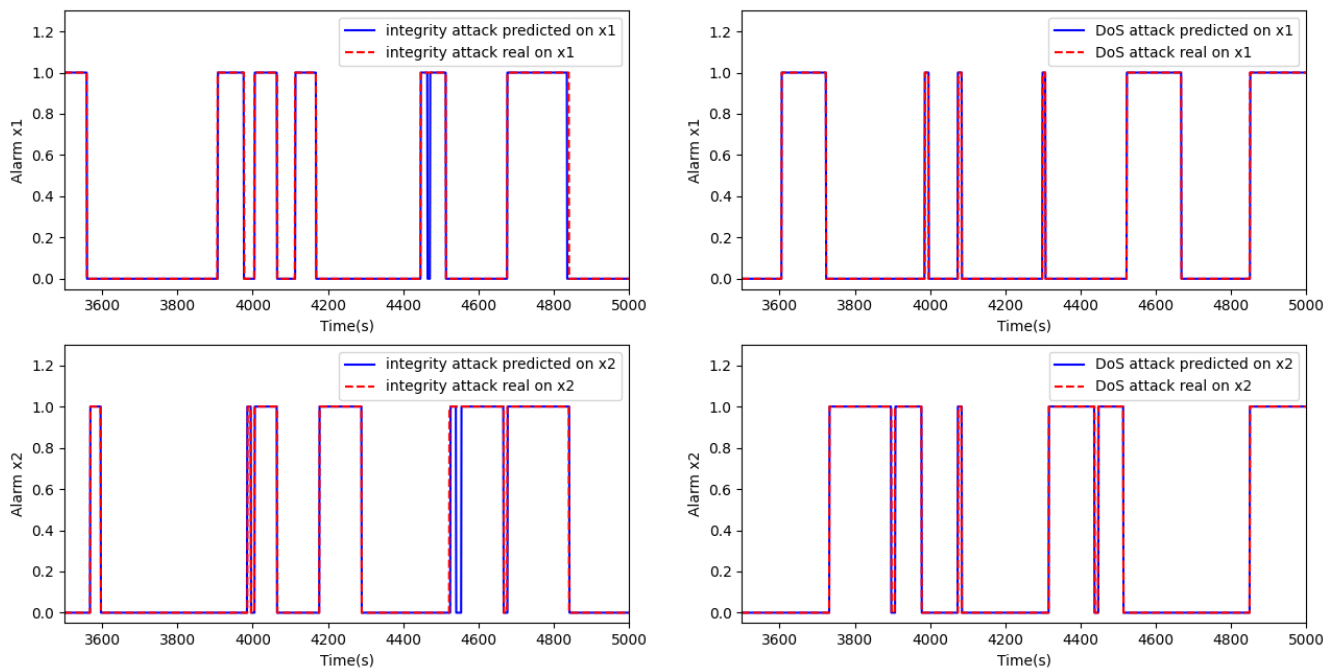 integrity attack predicted on x1
integrity attack real on x1
1.2
1.0
0.8
0.6
0.4
0.2
0.0
Alarm x1
3600 3800 4000 4200 4400 4600 4800 5000
Time(s)
DoS attack predicted on x1
DoS attack real on x1
1.2
1.0
0.8
0.6
0.4
0.2
0.0
Alarm x1
3600 3800 4000 4200 4400 4600 4800 5000
Time(s)
integrity attack predicted on x2
integrity attack real on x2
1.2
1.0
0.8
0.6
0.4
0.2
0.0
Alarm x2
3600 3800 4000 4200 4400 4600 4800 5000
Time(s)
DoS attack predicted on x2
DoS attack real on x2
1.2
1.0
0.8
0.6
0.4
0.2
0.0
Alarm x2
3600 3800 4000 4200 4400 4600 4800 5000
Time(s)